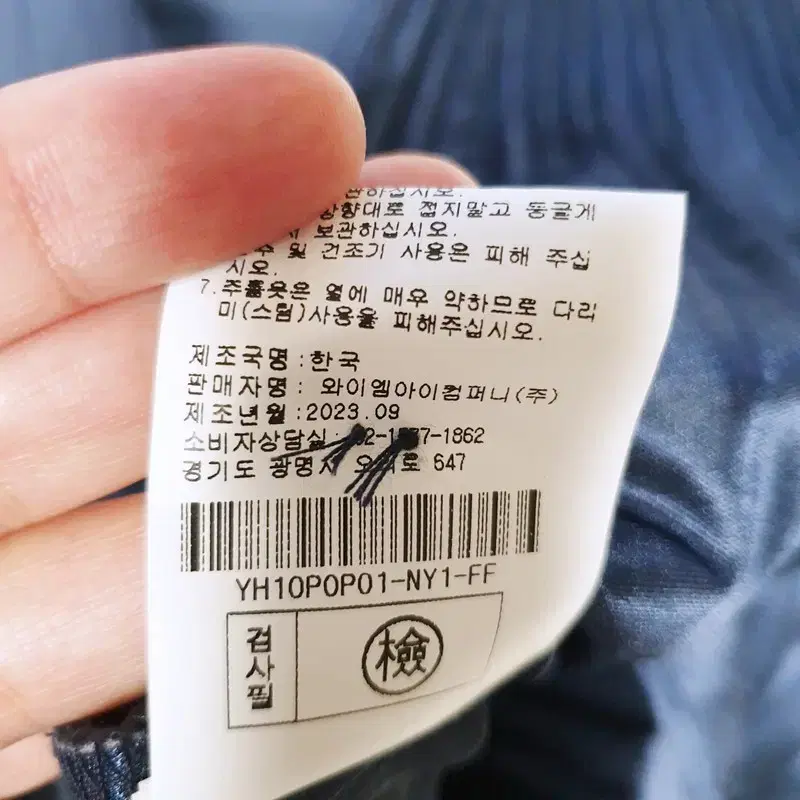 하십시오.
방향대로 접지말고 둥글게
보관하십시오.
및 건조기 사용은 피해 주십
시오.
7.주름옷은 열에 매우 약하므로 다리
미(스팀)사용을 피해주십시오.
제조국명:한국
판매자명: 와이엠아이컴퍼니(주)
제조년월:2023.09
소비자상담실: -1862
경기도 광명시 647
YH10P0P01-NY1-FF
검사필
檢